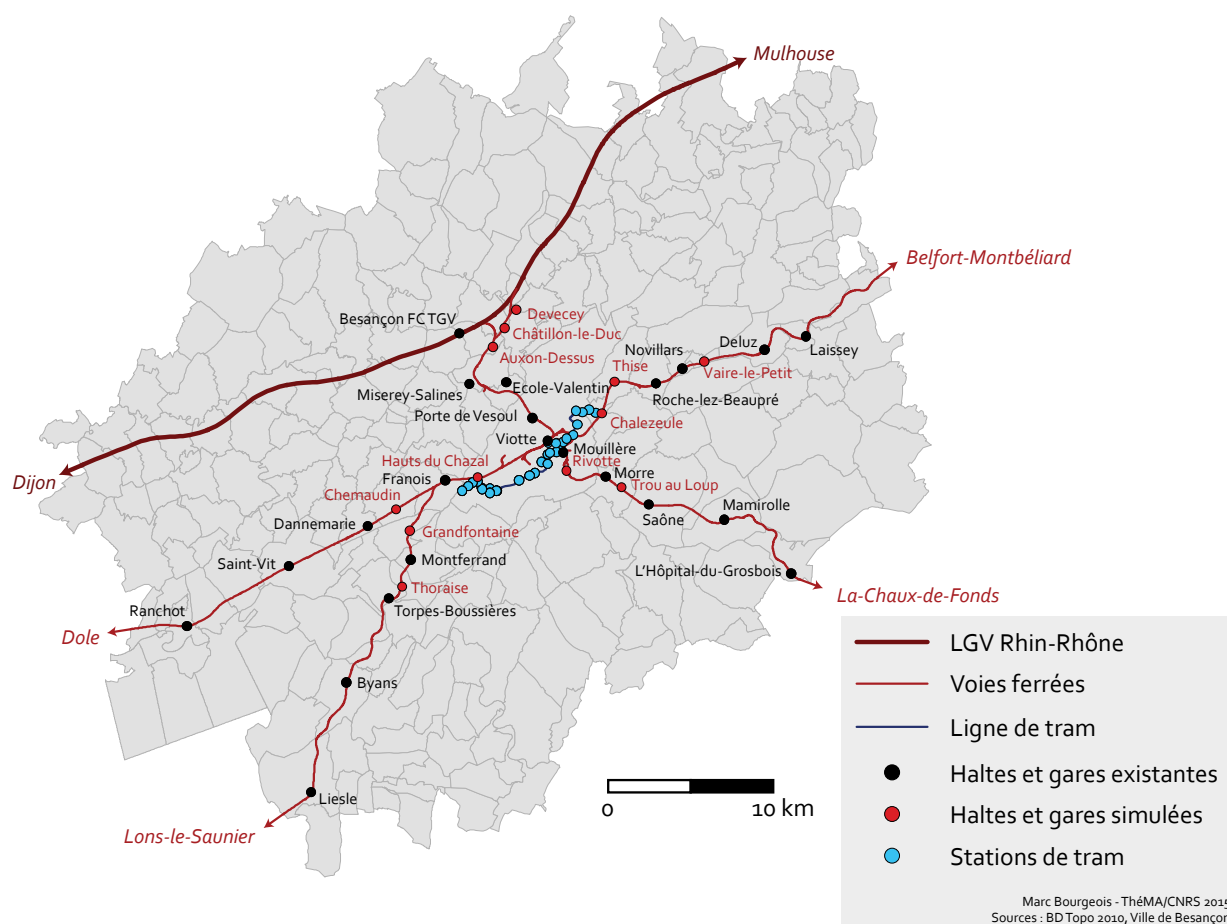 Mulhouse
Belfort-Montbéliard
Devecey
Besançon FC TGV
Châtillon-le-Duc
Auxon-Dessus
Deluz
Laissey
Novillars
Thise
Vaire-le-Petit
Ecole-Valentin
Miserey-Salines
Roche-lez-Beaupré
Porte de Vesoul
Chalezeule
Viotte
Mouillère
Hauts du Chazal
Rivotte
Dijon
Franois
Morre
Trou au Loup
Chemaudin
Mamirolle
Dannemarie
Saône
Grandfontaine
Montferrand
Saint-Vit
L'Hôpital-du-Grosbois
Thoraise
La-Chaux-de-Fonds
Ranchot
Torpes-Boussières
Dole
Byans
Liesle
Lons-le-Saunier
0 10 km
LGV Rhin-Rhône
Voies ferrées
Ligne de tram
Haltes et gares existantes
Haltes et gares simulées
Stations de tram
Marc Bourgeois - ThéMA/CNRS 2015
Sources : BD Topo 2010, Ville de Besançon